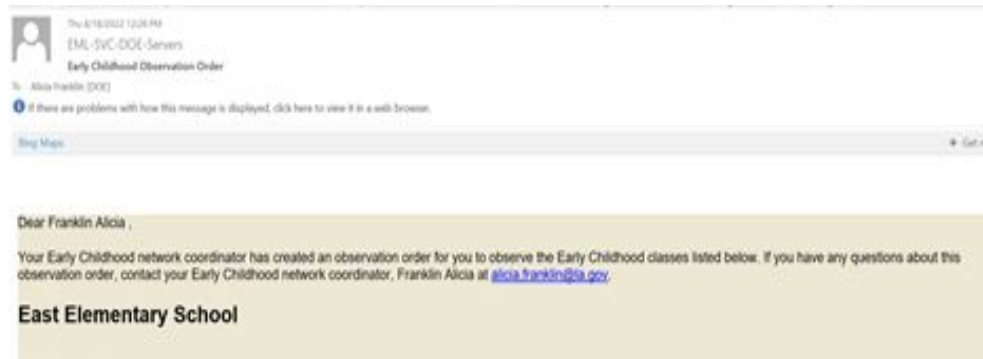 Thu 8/18/2022 12:26 PM
EML-SVC-DOE-Servers
Early Childhood Observation Order
To Alicia Franklin (DOE)
If there are problems with how this message is displayed, click here to view it in a web browser.
Bing Maps
+ Get
Dear Franklin Alicia ,
Your Early Childhood network coordinator has created an observation order for you to observe the Early Childhood classes listed below. If you have any questions about this
observation order, contact your Early Childhood network coordinator, Franklin Alicia at alicia.franklin@la.gov.
East Elementary School